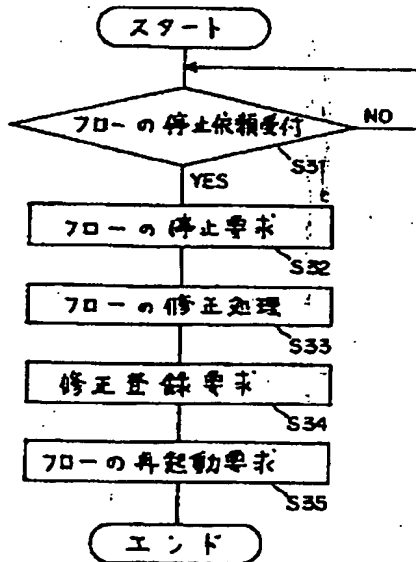 スタート
フローの停止依頼受付
NO
S31
YES
フローの停止要求
S32
フローの修正処理
S33
修正登録要求
S34
フローの再起動要求
S35
エンド